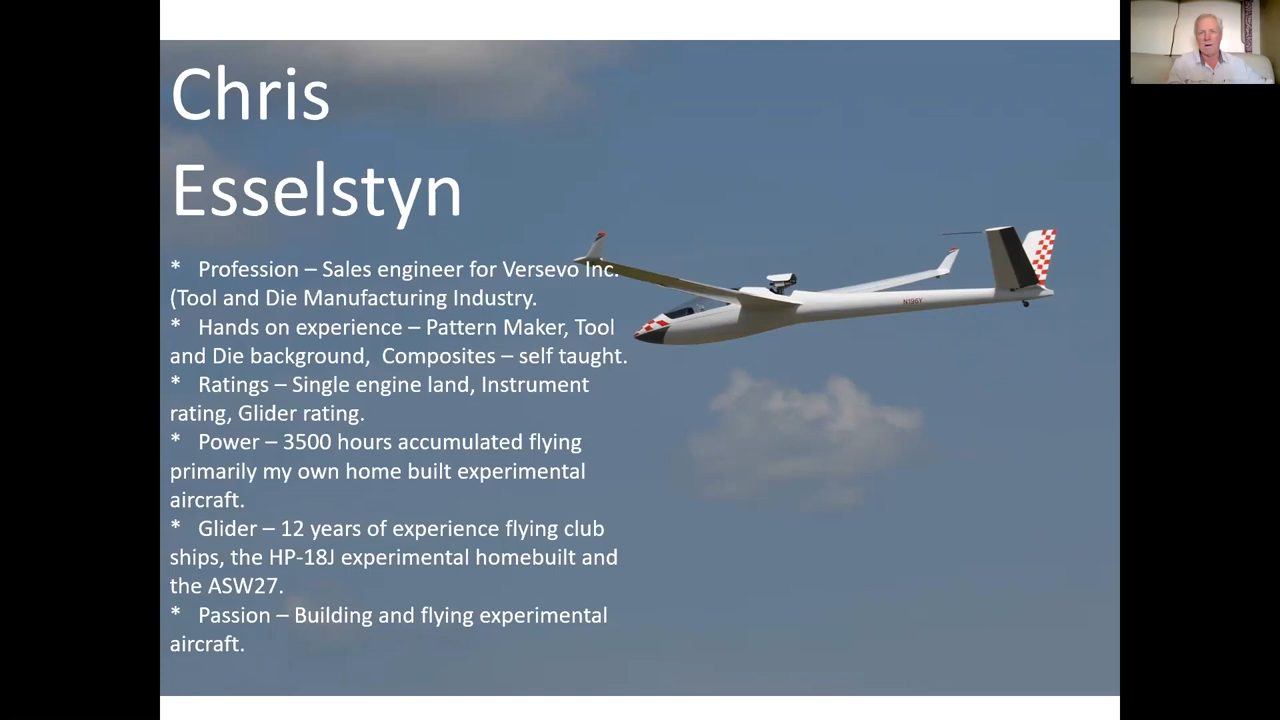 Chris
Esselstyn
* Profession – Sales engineer for Versevo Inc.
(Tool and Die Manufacturing Industry.
* Hands on experience – Pattern Maker, Tool
and Die background, Composites – self taught.
* Ratings – Single engine land, Instrument
rating, Glider rating.
* Power – 3500 hours accumulated flying
primarily my own home built experimental
aircraft.
* Glider – 12 years of experience flying club
ships, the HP-18J experimental homebuilt and
the ASW27.
* Passion – Building and flying experimental
aircraft.